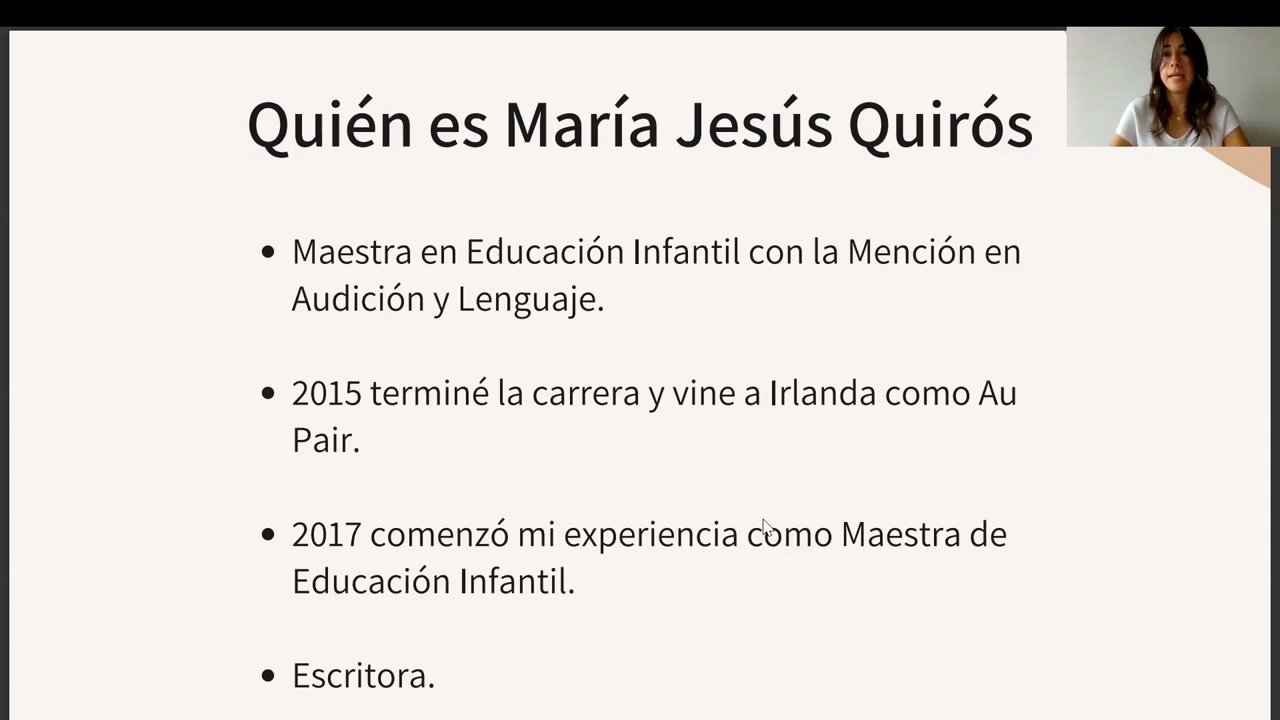 Quién es María Jesús Quirós
Maestra en Educación Infantil con la Mención en
Audición y Lenguaje.
2015 terminé la carrera y vine a Irlanda como Au
Pair.
2017 comenzó mi experiencia como Maestra de
Educación Infantil.
Escritora.